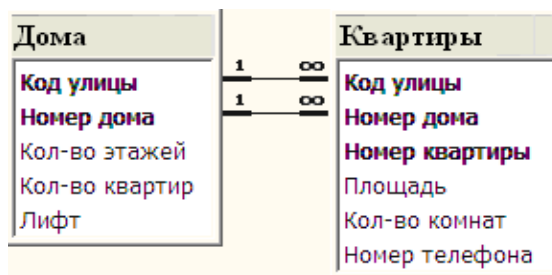 Дома
Код улицы
Номер дома
Кол-во этажей
Кол-во квартир
Лифт
1 ∞
1 ∞
Квартиры
Код улицы
Номер дома
Номер квартиры
Площадь
Кол-во комнат
Номер телефона